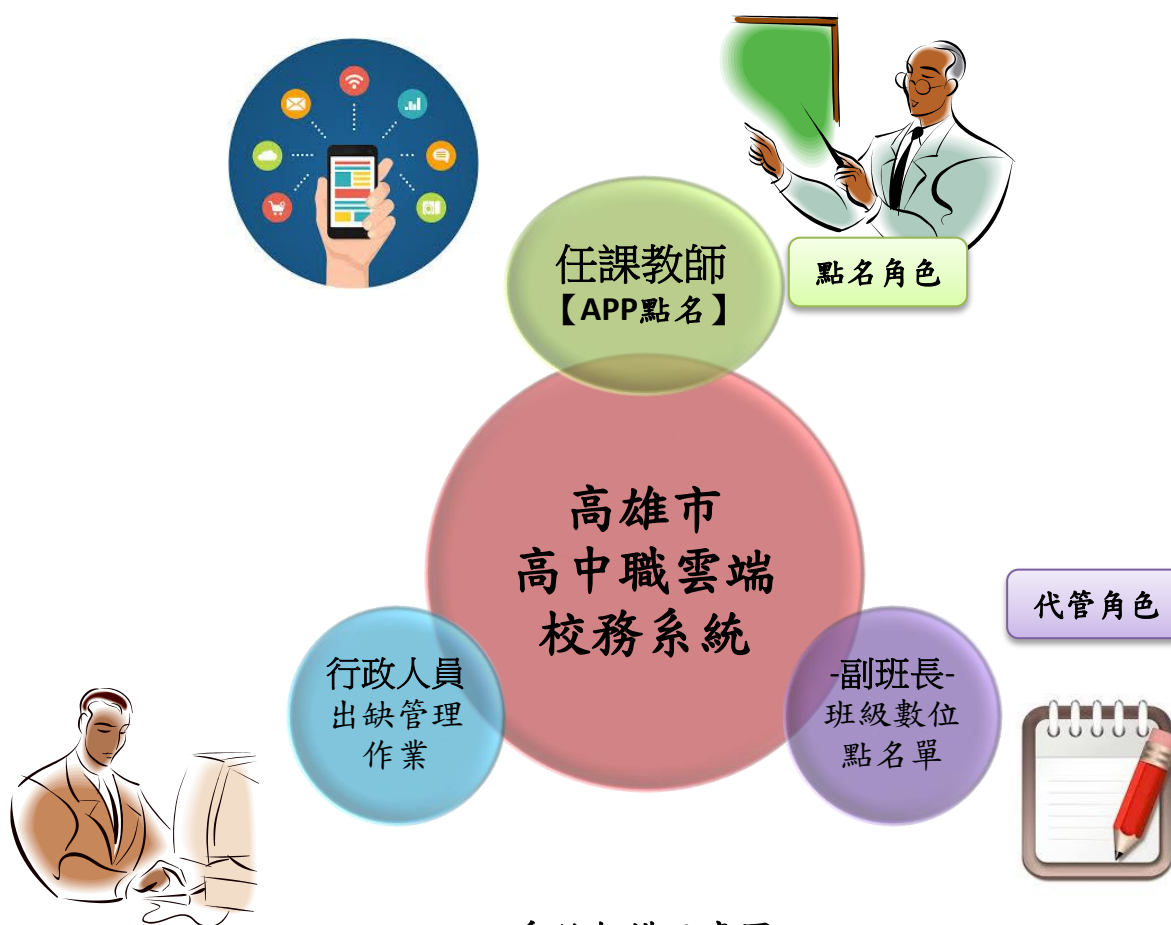 任課教師
【APP點名】
點名角色
高雄市
高中職雲端
校務系統
代管角色
行政人員
出缺管理
作業
-副班長-
班級數位
點名單